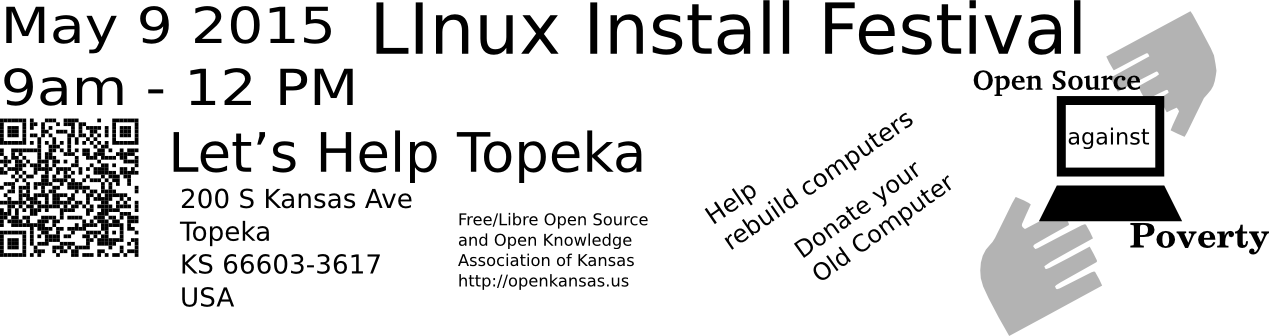 May 9 2015
9am - 12 PM
LInux Install Festival
Let’s Help Topeka
200 S Kansas Ave
Topeka
KS 66603-3617
USA
Free/Libre Open Source
and Open Knowledge
Association of Kansas
http://openkansas.us
Help
rebuild computers
Donate your
Old Computer
Open Source
against
Poverty